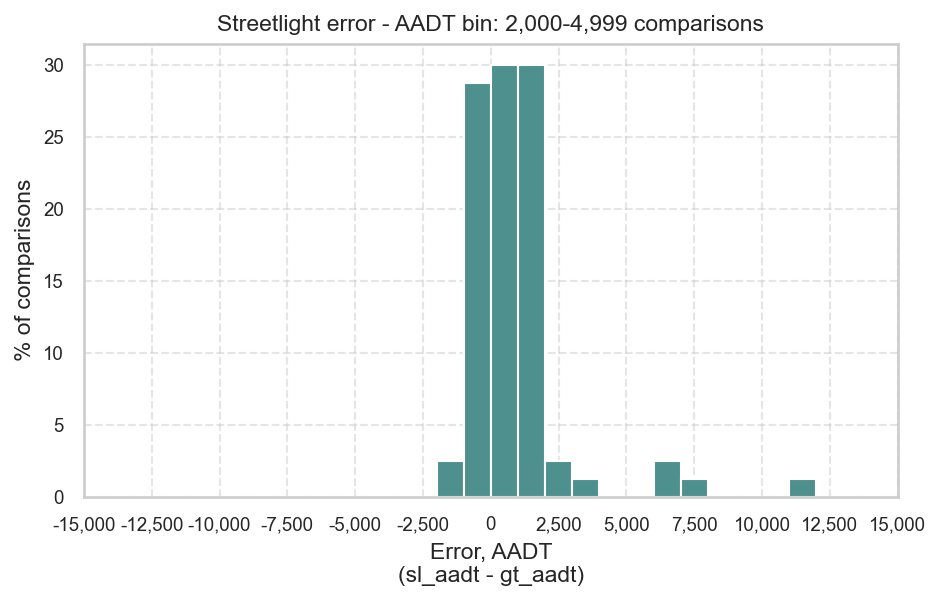 Streetlight error - AADT bin: 2,000-4,999 comparisons
30
25
20
15
10
5
0
% of comparisons
-15,000 -12,500 -10,000 -7,500 -5,000 -2,500 0 2,500 5,000 7,500 10,000 12,500 15,000
Error, AADT
(sl_aadt - gt_aadt)